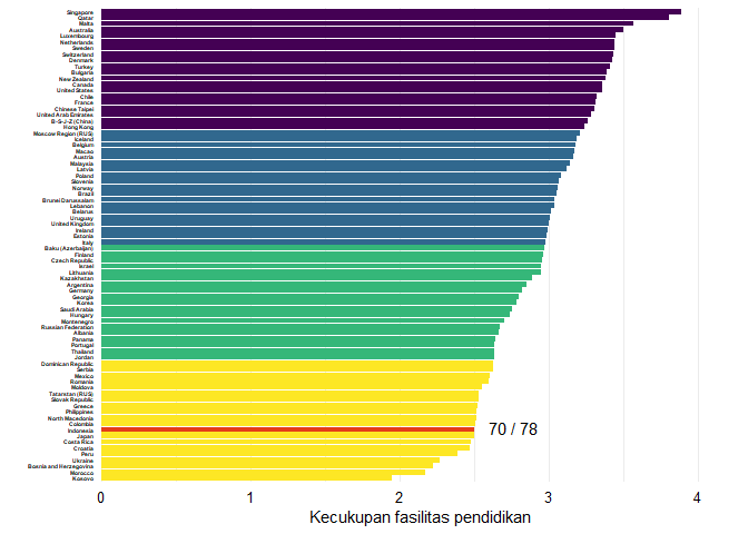 Singapore
Qatar
Malta
Australia
Luxembourg
Netherlands
Sweden
Switzerland
Denmark
Turkey
Bulgaria
New Zealand
Canada
United States
Chile
France
Chinese Taipei
United Arab Emirates
B-S-J-Z (China)
Hong Kong
Moscow Region (RUS)
Iceland
Belgium
Macao
Austria
Malaysia
Latvia
Poland
Slovenia
Norway
Brazil
Brunei Darussalam
Lebanon
Belarus
Uruguay
United Kingdom
Ireland
Estonia
Italy
Baku (Azerbaijan)
Finland
Czech Republic
Israel
Lithuania
Kazakhstan
Argentina
Germany
Georgia
Korea
Saudi Arabia
Hungary
Montenegro
Russian Federation
Albania
Panama
Portugal
Thailand
Jordan
Dominican Republic
Serbia
Mexico
Romania
Moldova
Tatarstan (RUS)
Slovak Republic
Greece
Philippines
North Macedonia
Colombia
Indonesia
70 / 78
Japan
Costa Rica
Croatia
Peru
Ukraine
Bosnia and Herzegovina
Morocco
Kosovo
0 1 2 3 4
Kecukupan fasilitas pendidikan